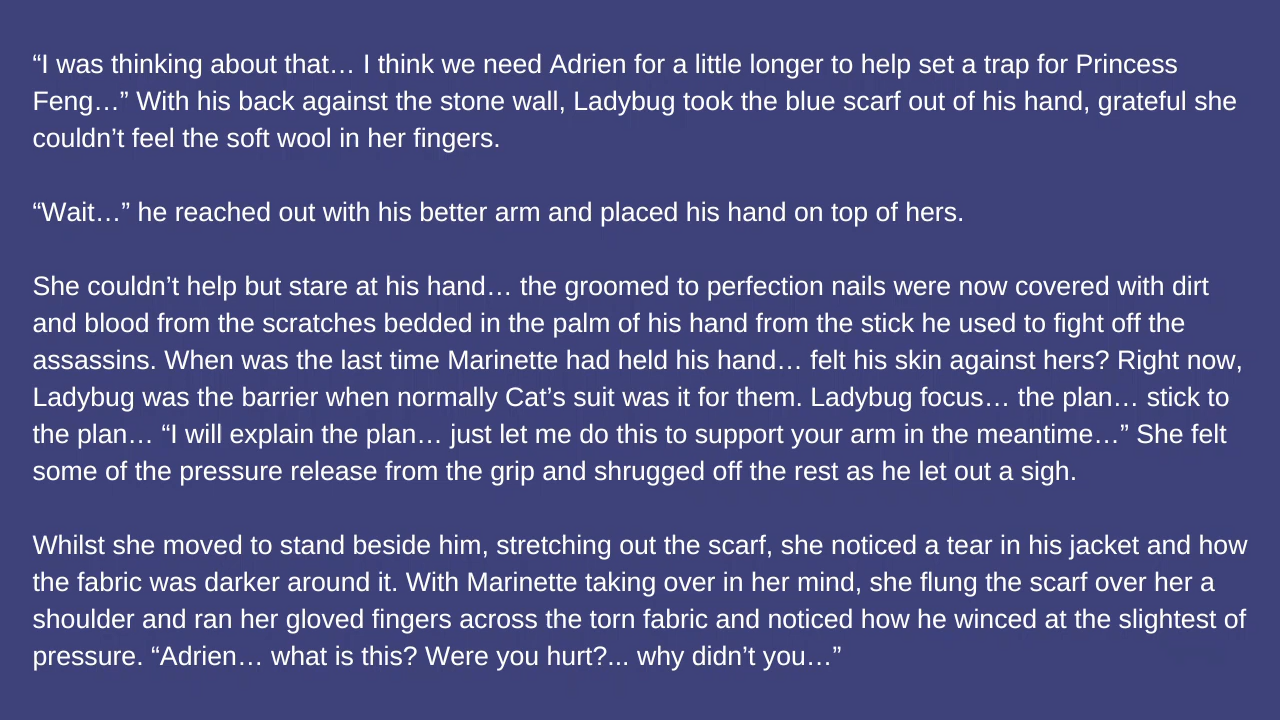 “I was thinking about that… I think we need Adrien for a little longer to help set a trap for Princess
Feng…” With his back against the stone wall, Ladybug took the blue scarf out of his hand, grateful she
couldn’t feel the soft wool in her fingers.
“Wait…” he reached out with his better arm and placed his hand on top of hers.
She couldn’t help but stare at his hand… the groomed to perfection nails were now covered with dirt
and blood from the scratches bedded in the palm of his hand from the stick he used to fight off the
assassins. When was the last time Marinette had held his hand… felt his skin against hers? Right now,
Ladybug was the barrier when normally Cat’s suit was it for them. Ladybug focus… the plan… stick to
the plan… “I will explain the plan… just let me do this to support your arm in the meantime…” She felt
some of the pressure release from the grip and shrugged off the rest as he let out a sigh.
Whilst she moved to stand beside him, stretching out the scarf, she noticed a tear in his jacket and how
the fabric was darker around it. With Marinette taking over in her mind, she flung the scarf over her a
shoulder and ran her gloved fingers across the torn fabric and noticed how he winced at the slightest of
pressure. “Adrien… what is this? Were you hurt?... why didn’t you…”